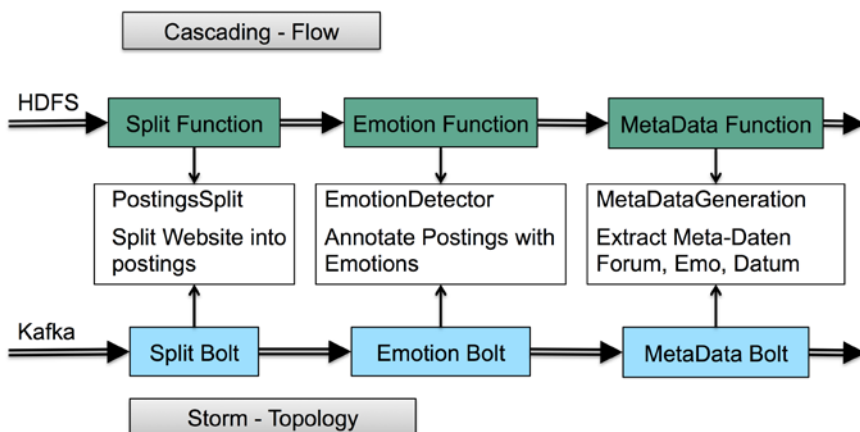 Cascading - Flow
HDFS
Split Function
Emotion Function
MetaData Function
PostingsSplit
Split Website into
postings
EmotionDetector
Annotate Postings with
Emotions
MetaDataGeneration
Extract Meta-Daten
Forum, Emo, Datum
Kafka
Split Bolt
Emotion Bolt
MetaData Bolt
Storm - Topology